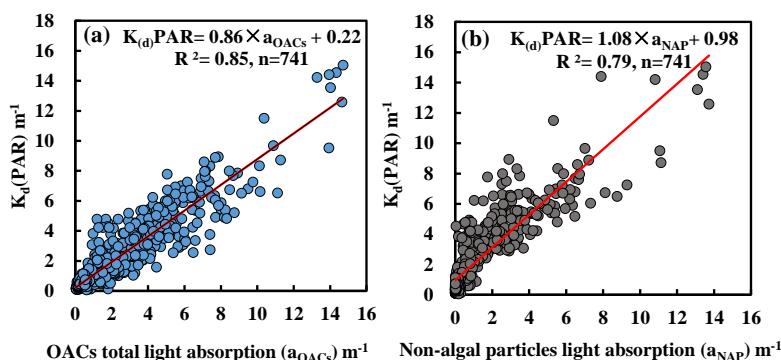 (a)
K(d)PAR= 0.86×aOACs + 0.22
R ²= 0.85, n=741
Kd(PAR) m-1
18
16
14
12
10
8
6
4
2
0
0 2 4 6 8 10 12 14 16
OACs total light absorption (aOACs) m-1
(b)
K(d)PAR= 1.08×aNAP+ 0.98
R ²= 0.79, n=741
Kd(PAR) m-1
18
16
14
12
10
8
6
4
2
0
0 2 4 6 8 10 12 14 16
Non-algal particles light absorption (aNAP) m-1